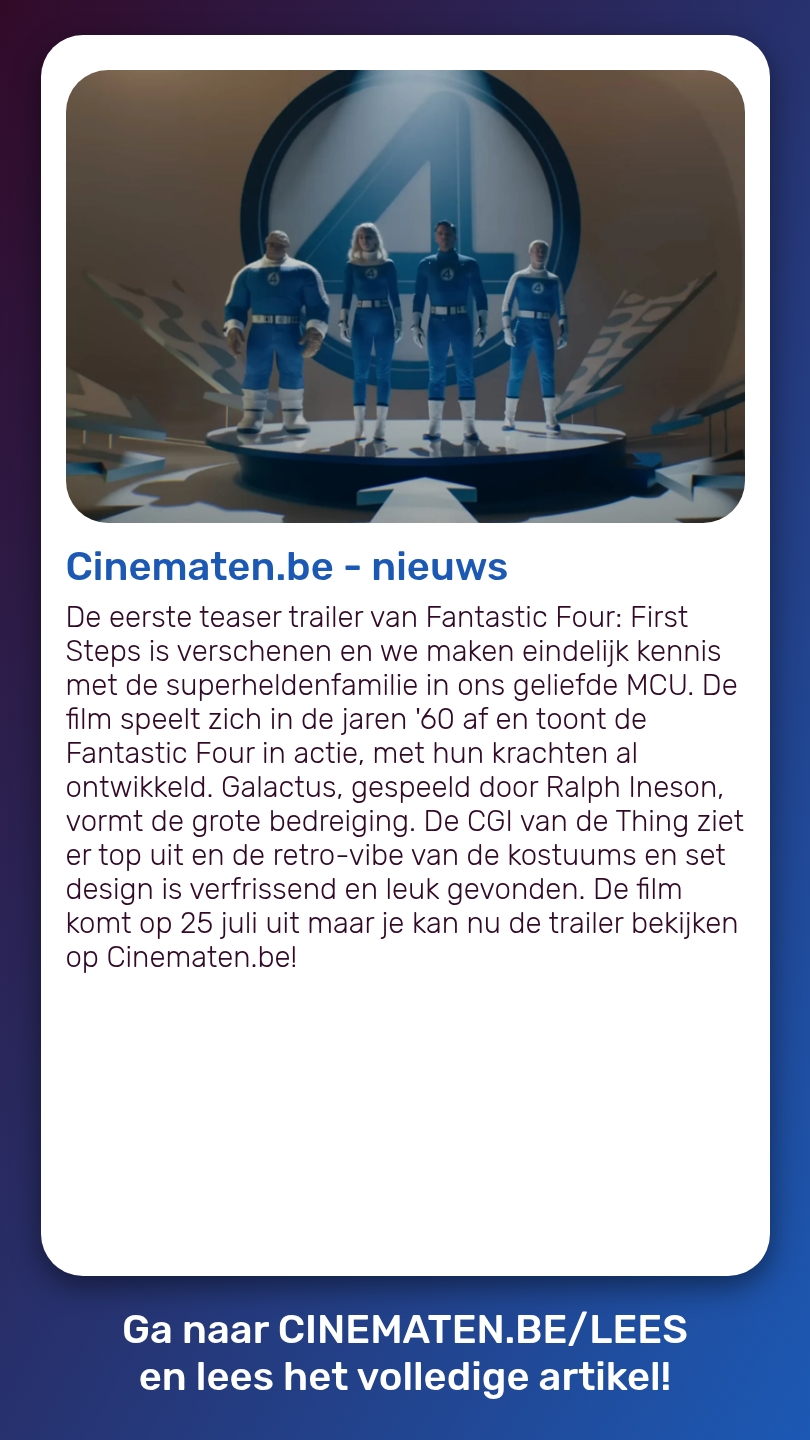 4
Cinematen.be - nieuws
De eerste teaser trailer van Fantastic Four: First
Steps is verschenen en we maken eindelijk kennis
met de superheldenfamilie in ons geliefde MCU. De
film speelt zich in de jaren '60 af en toont de
Fantastic Four in actie, met hun krachten al
ontwikkeld. Galactus, gespeeld door Ralph Ineson,
vormt de grote bedreiging. De CGI van de Thing ziet
er top uit en de retro-vibe van de kostuums en set
design is verfrissend en leuk gevonden. De film
komt op 25 juli uit maar je kan nu de trailer bekijken
op Cinematen.be!
Ga naar CINEMATEN.BE/LEES
en lees het volledige artikel!